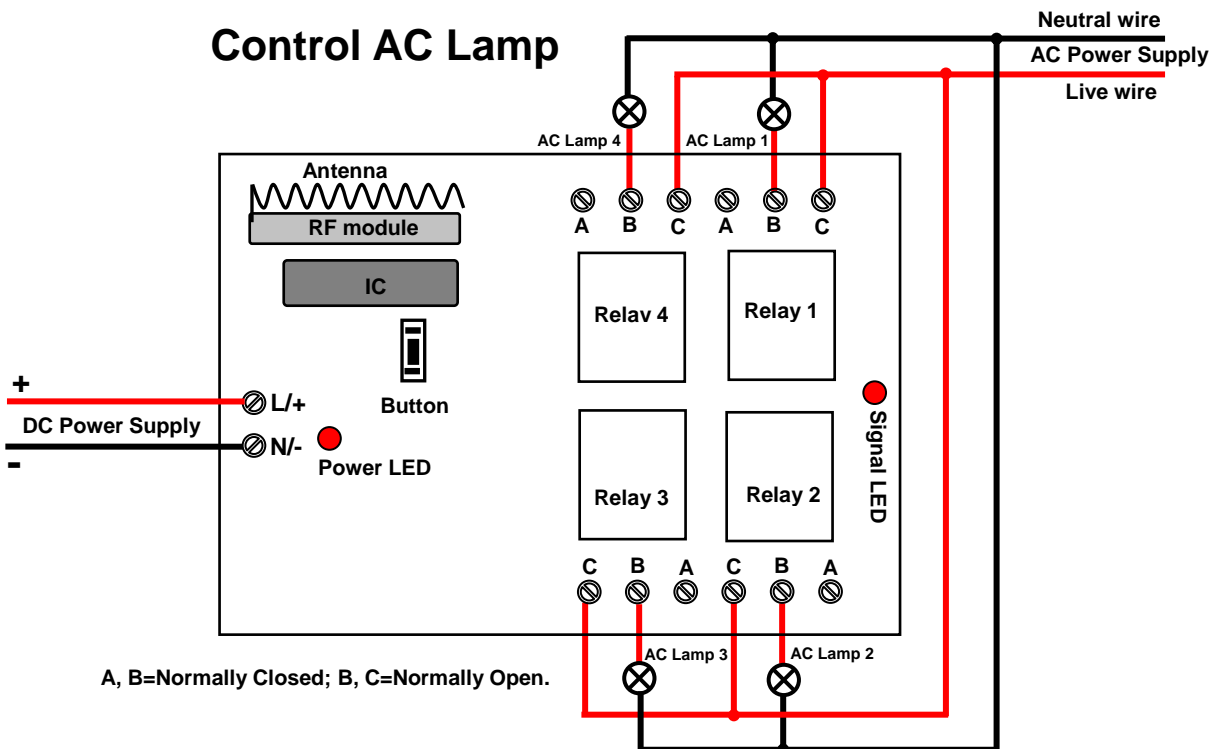 Control AC Lamp
Neutral wire
AC Power Supply
Live wire
AC Lamp 4
AC Lamp 1
Antenna
RF module
IC
A B C A B C
Relav 4
Relay 1
+
L/+
Button
DC Power Supply
-
N/-
Power LED
Signal LED
Relay 3
Relay 2
C B A C B A
AC Lamp 3
AC Lamp 2
A, B=Normally Closed; B, C=Normally Open.